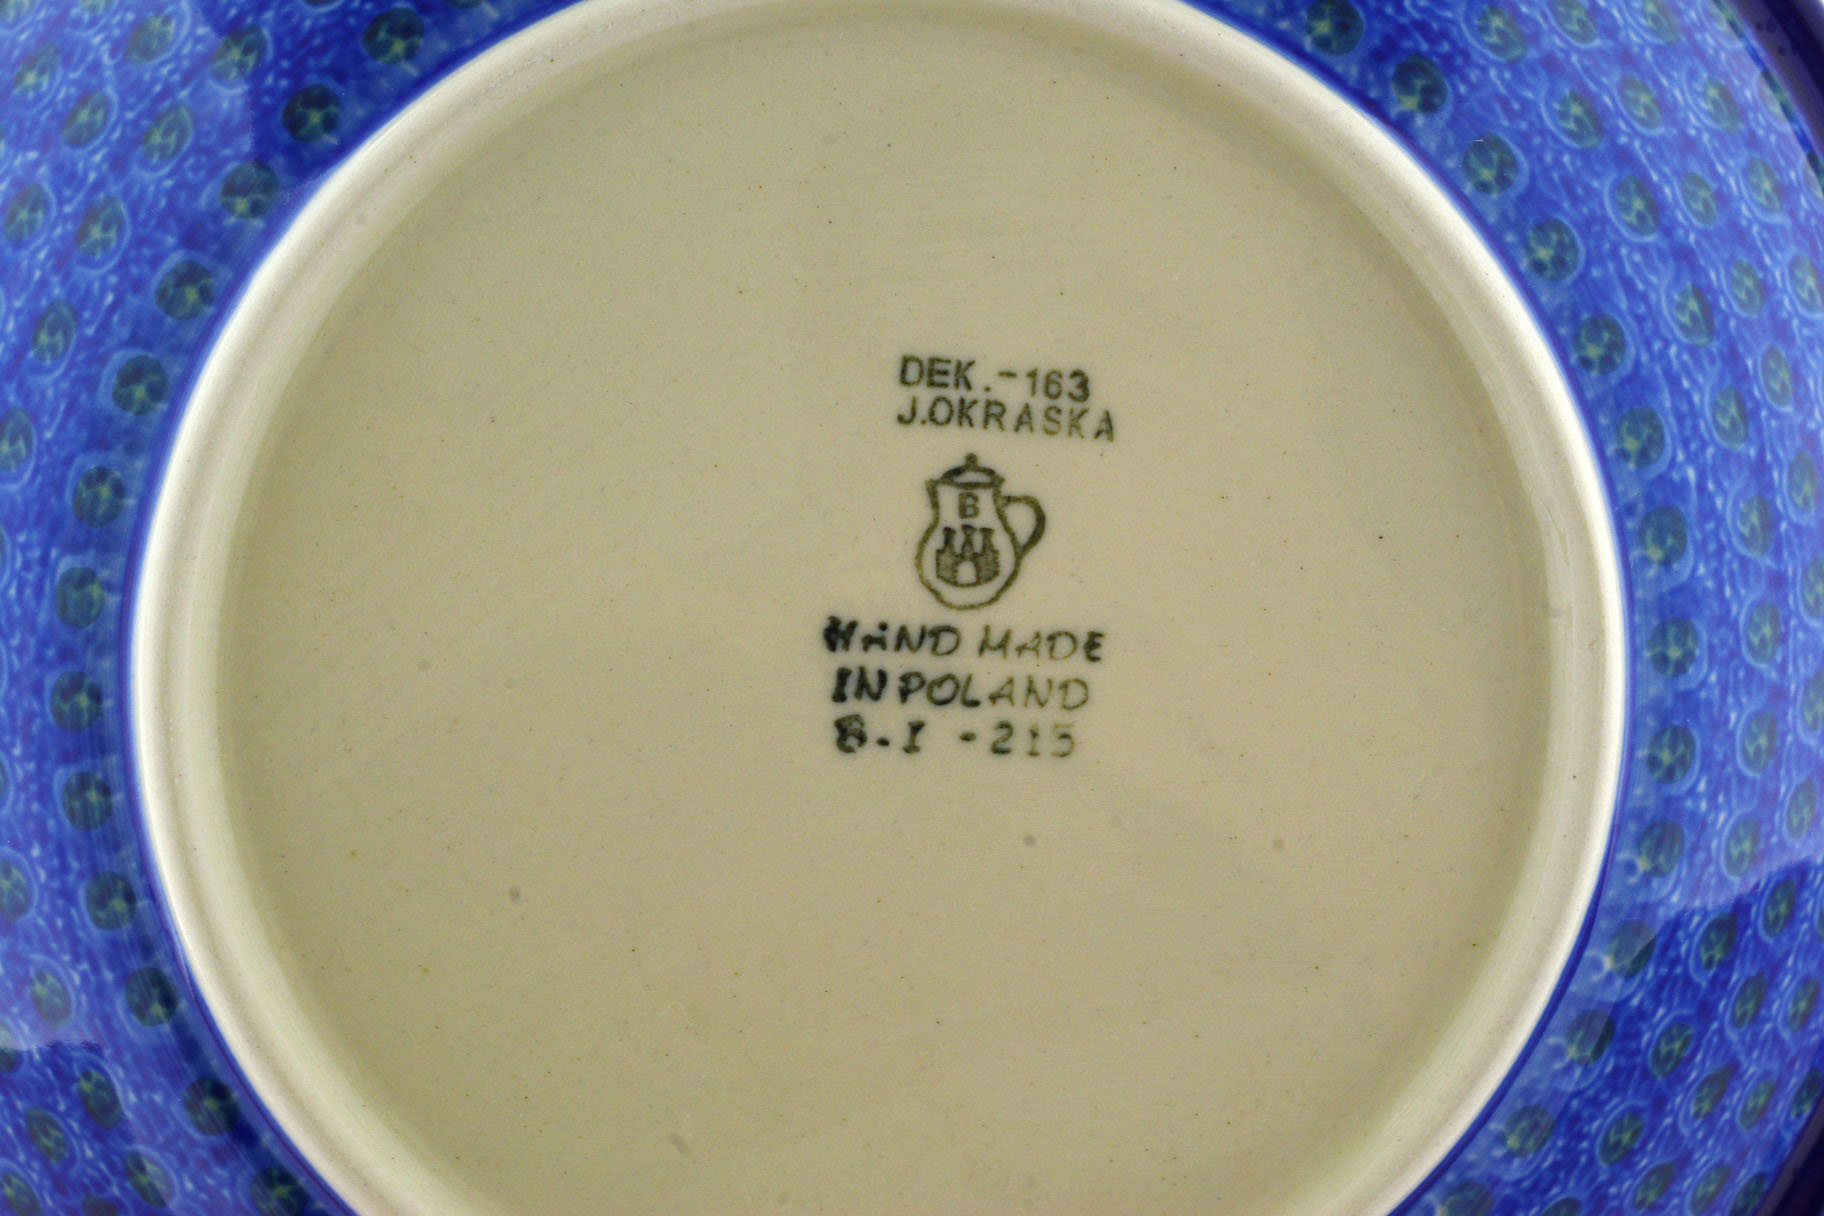 DEK.-163
J.OKRASKA
B
HAND MADE
IN POLAND
B.I -215